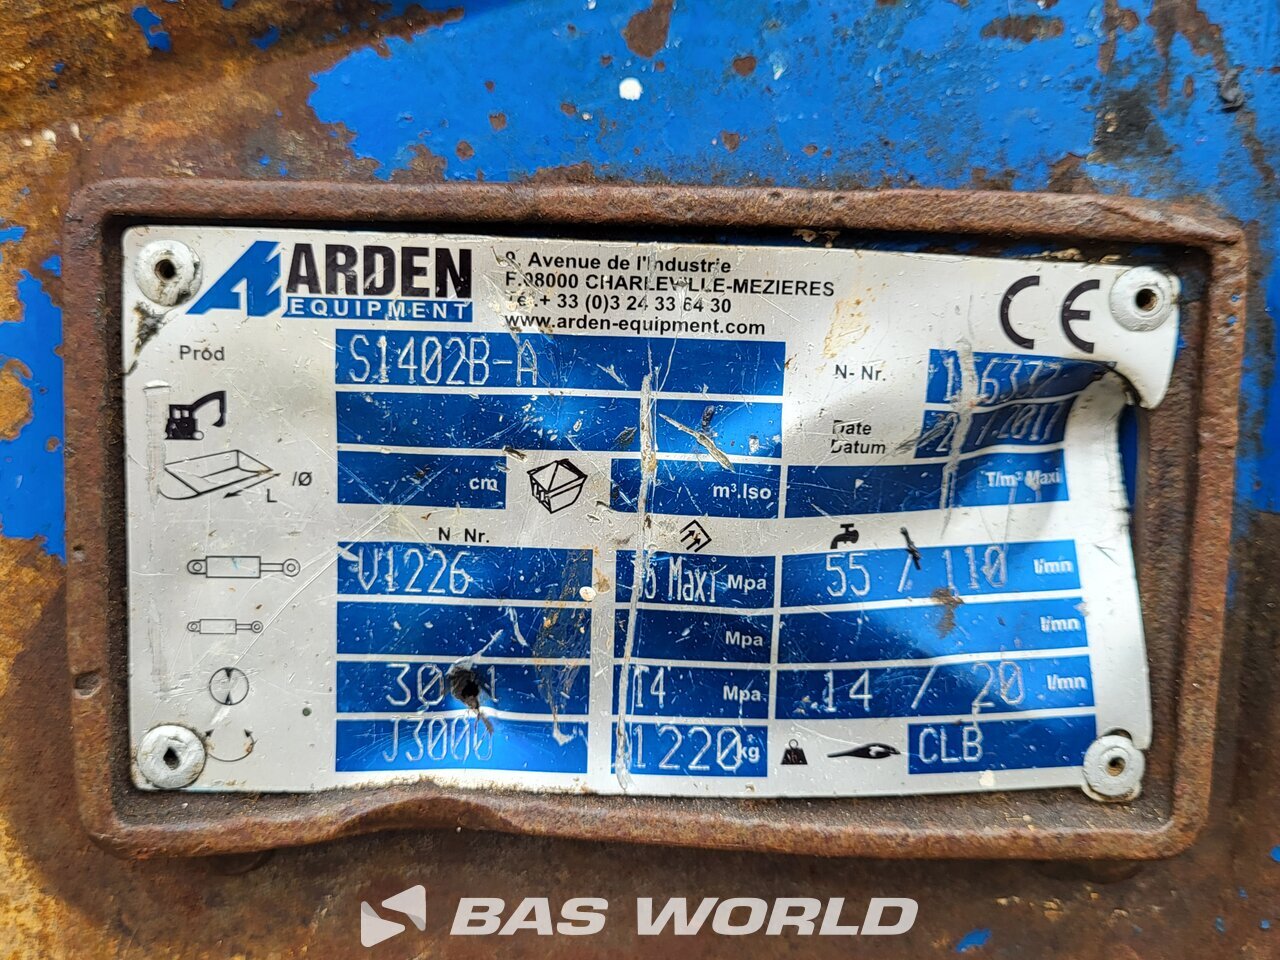 ARDEN
EQUIPMENT
9, Avenue de l'Industrie
F.08000 CHARLEVILLE-MEZIERES
Tél.+ 33 (0)3 24 33 64 30
www.arden-equipment.com
CE
Prod
S1402B-A
N- Nr.
Date
Datum
L
/Ø
cm
m³.Iso
T/m³ Maxi
N Nr.
V1226
Maxi Mpa
55 / 110 l/mn
Mpa
l/mn
Mpa
14 / 20 l/mn
J3000
1220 kg
CLB
BAS WORLD